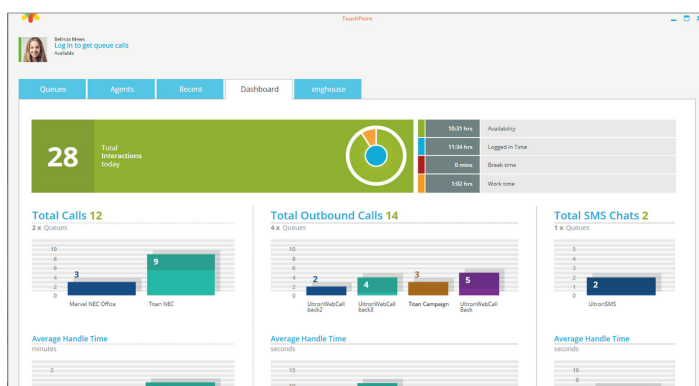 TouchPoint
Belinda Mews
Log in to get queue calls
Available
Queues
Agents
Recent
Dashboard
enghouse
28
Total
Interactions
today
10:31 hrs Availability
11:34 hrs Logged in Time
0 mins Break time
1:02 hrs Work time
Total Calls 12
2 x Queues
10
8
6
4
2
0
3
9
Marvel NEC Office
Titan NEC
Average Handle Time
minutes
2
Total Outbound Calls 14
4 x Queues
10
8
6
4
2
0
2
4
3
5
UltronWebCall
back2
UltronWebCall
back3
Titan Campaign
UltronWebCall
Back
Average Handle Time
seconds
15
10
Total SMS Chats 2
1 x Queues
5
4
3
2
1
0
2
UltronSMS
Average Handle Time
seconds
10
8